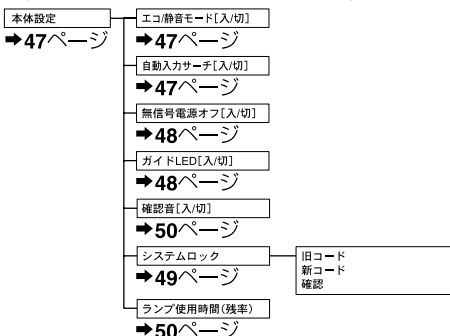 本体設定
➡47ページ
エコ/静音モード[入/切]
➡47ページ
自動入力サーチ[入/切]
➡47ページ
無信号電源オフ[入/切]
➡48ページ
ガイドLED[入/切]
➡48ページ
確認音[入/切]
➡50ページ
システムロック
➡49ページ
旧コード
新コード
確認
ランプ使用時間(残率)
➡50ページ